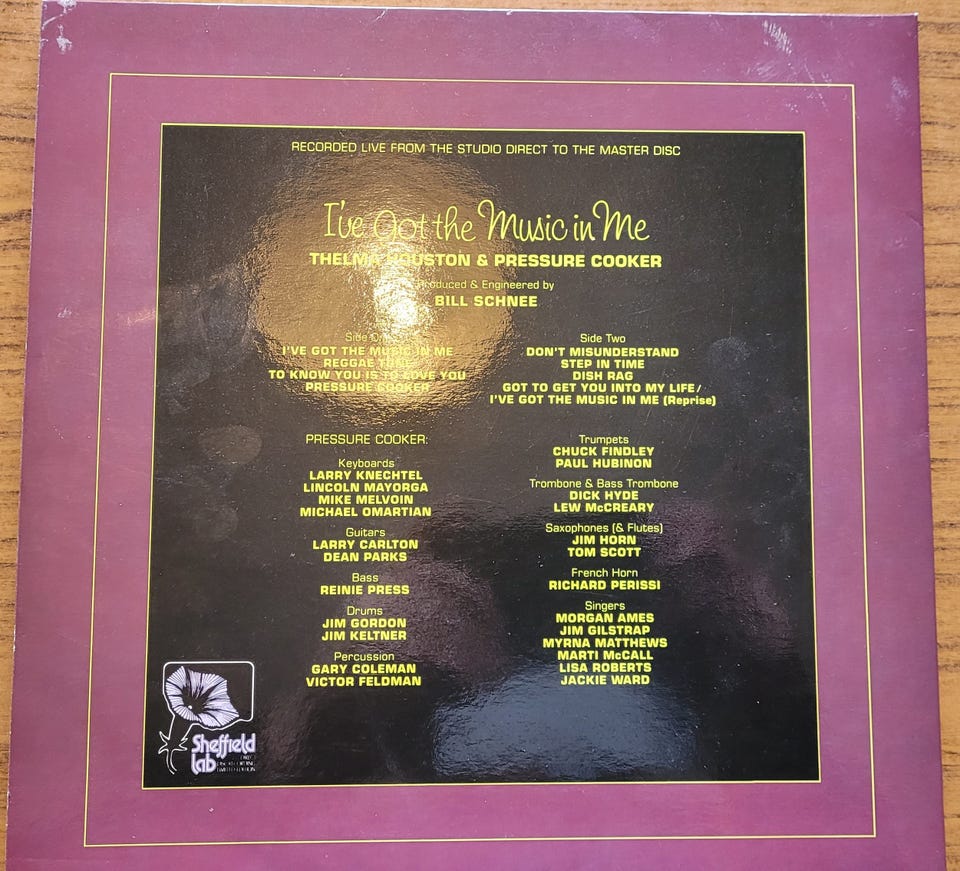 RECORDED LIVE FROM THE STUDIO DIRECT TO THE MASTER DISC
I've Got the Music in Me
THELMA HOUSTON & PRESSURE COOKER
Produced & Engineered by
BILL SCHNEE
Side One
I'VE GOT THE MUSIC IN ME
REGGAE TUNE
TO KNOW YOU IS TO LOVE YOU
PRESSURE COOKER
Side Two
DON'T MISUNDERSTAND
STEP IN TIME
DISH RAG
GOT TO GET YOU INTO MY LIFE/
I'VE GOT THE MUSIC IN ME (Reprise)
PRESSURE COOKER:
Keyboards
LARRY KNECHTEL
LINCOLN MAYORGA
MIKE MELVOIN
MICHAEL OMARTIAN
Guitars
LARRY CARLTON
DEAN PARKS
Bass
REINIE PRESS
Drums
JIM GORDON
JIM KELTNER
Percussion
GARY COLEMAN
VICTOR FELDMAN
Trumpets
CHUCK FINDLEY
PAUL HUBINON
Trombone & Bass Trombone
DICK HYDE
LEW McCREARY
Saxophones (& Flutes)
JIM HORN
TOM SCOTT
French Horn
RICHARD PERISSI
Singers
MORGAN AMES
JIM GILSTRAP
MYRNA MATTHEWS
MARTI McCALL
LISA ROBERTS
JACKIE WARD
Sheffield
lab